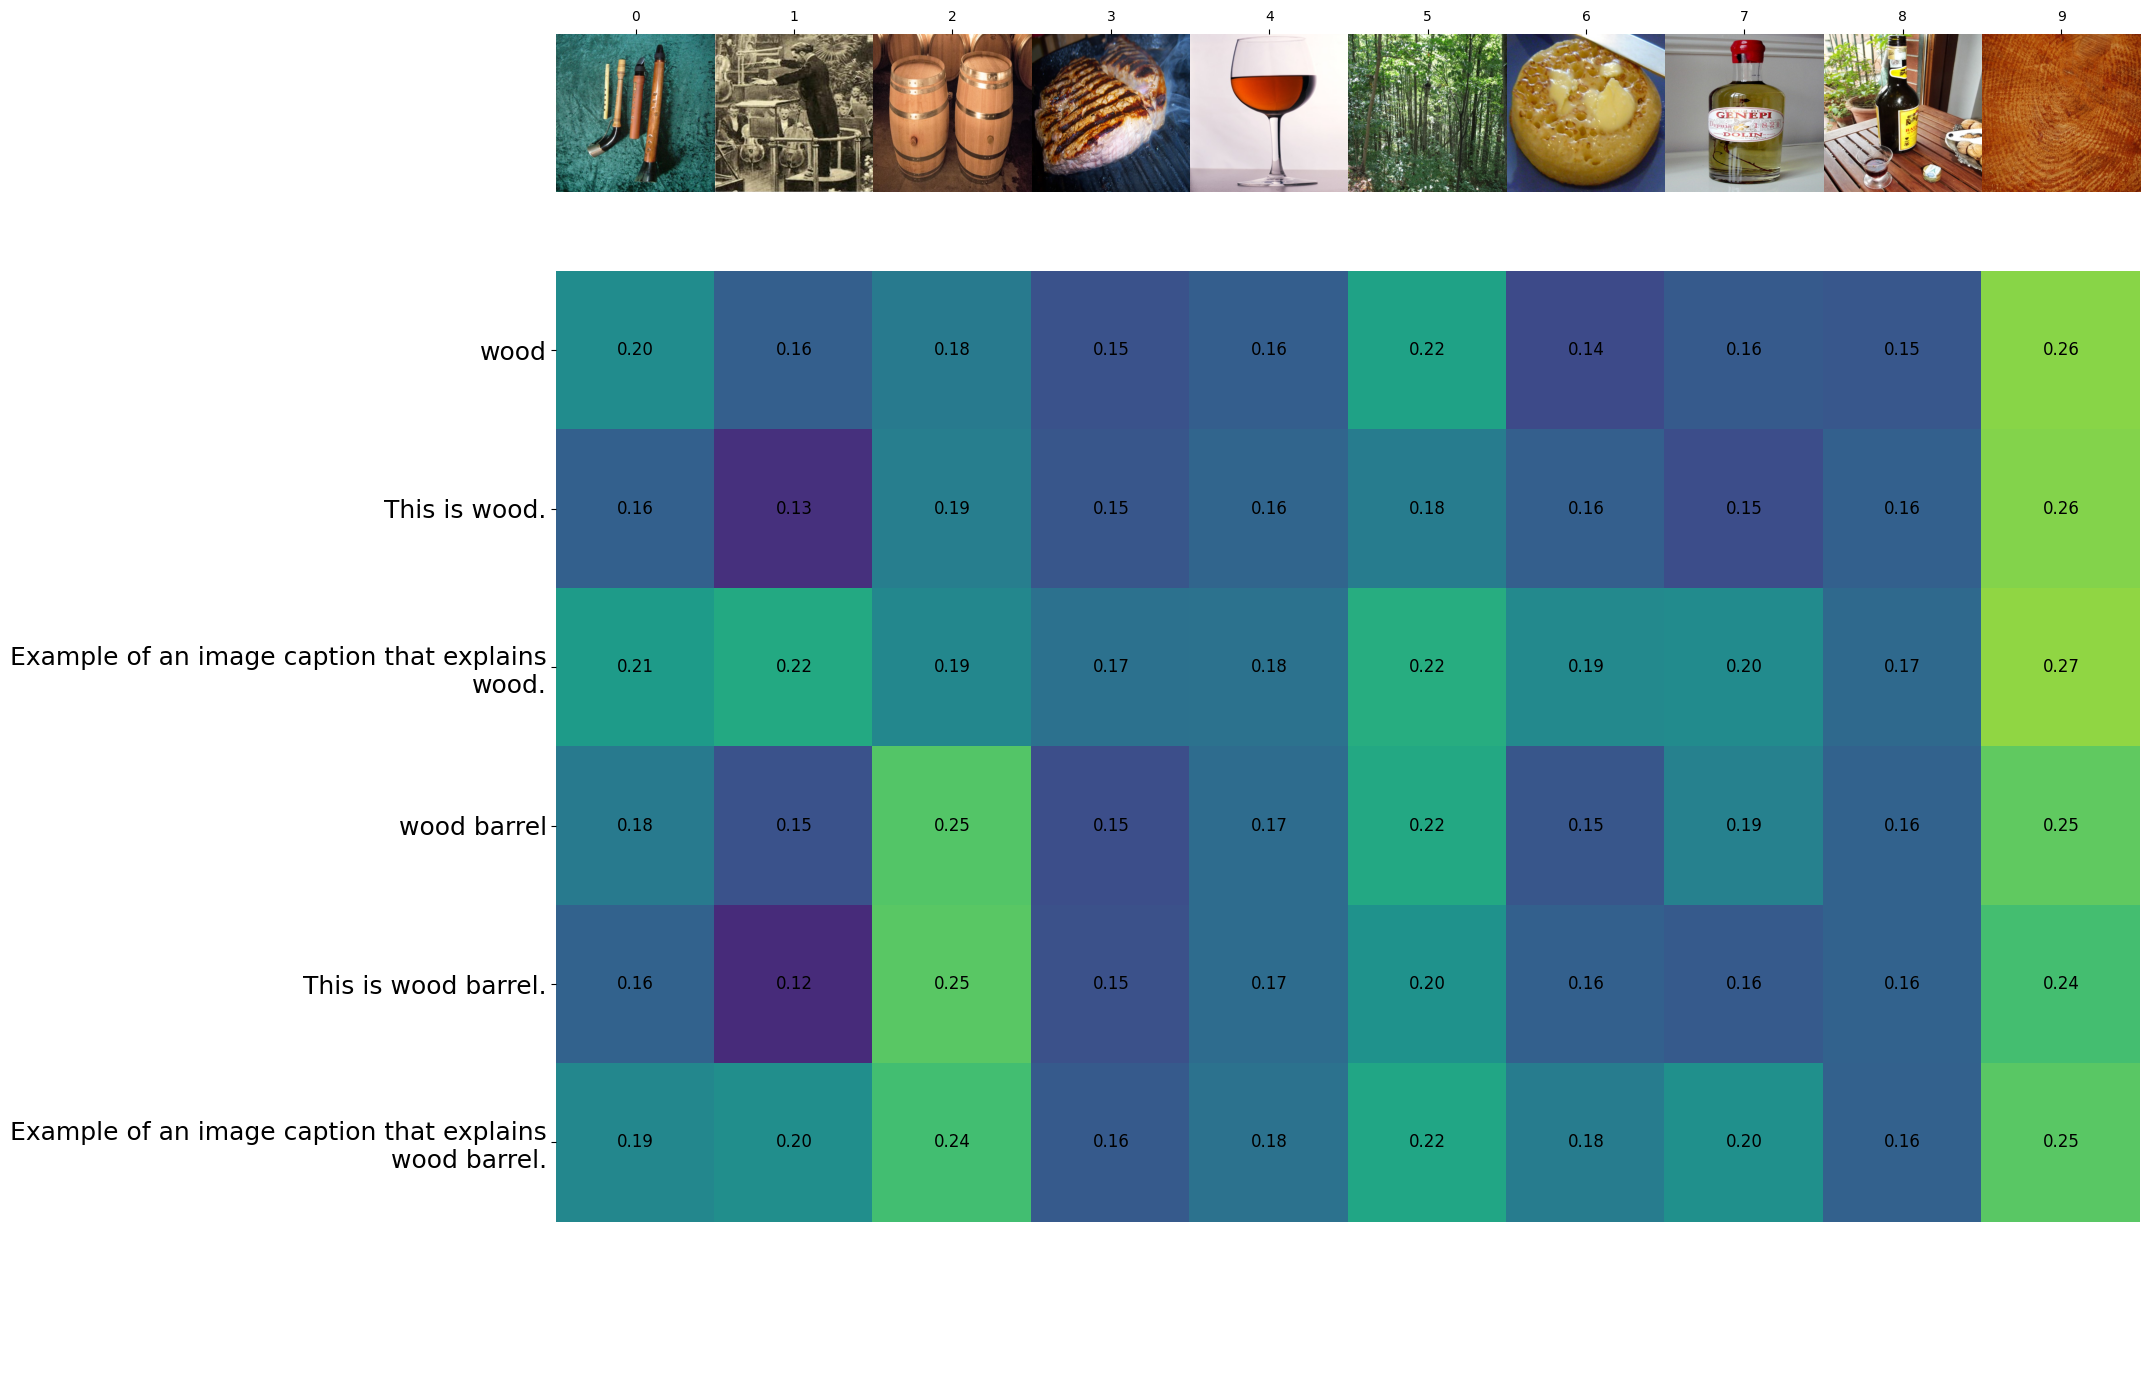 0 1 2 3 4 5 6 7 8 9
GENEPI
DOLIN
wood 0.20 0.16 0.18 0.15 0.16 0.22 0.14 0.16 0.15 0.26
This is wood. 0.16 0.13 0.19 0.15 0.16 0.18 0.16 0.15 0.16 0.26
Example of an image caption that explains
wood. 0.21 0.22 0.19 0.17 0.18 0.22 0.19 0.20 0.17 0.27
wood barrel 0.18 0.15 0.25 0.15 0.17 0.22 0.15 0.19 0.16 0.25
This is wood barrel. 0.16 0.12 0.25 0.15 0.17 0.20 0.16 0.16 0.16 0.24
Example of an image caption that explains
wood barrel. 0.19 0.20 0.24 0.16 0.18 0.22 0.18 0.20 0.16 0.25